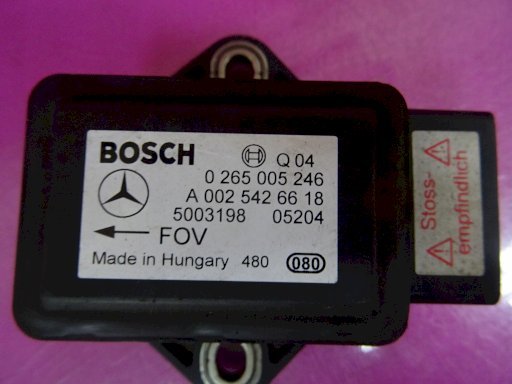 BOSCH Q 04
0 265 005 246
A 002 542 66 18
5003198 05204
FOV
Made in Hungary 480 080
Stoss-
empfindlich